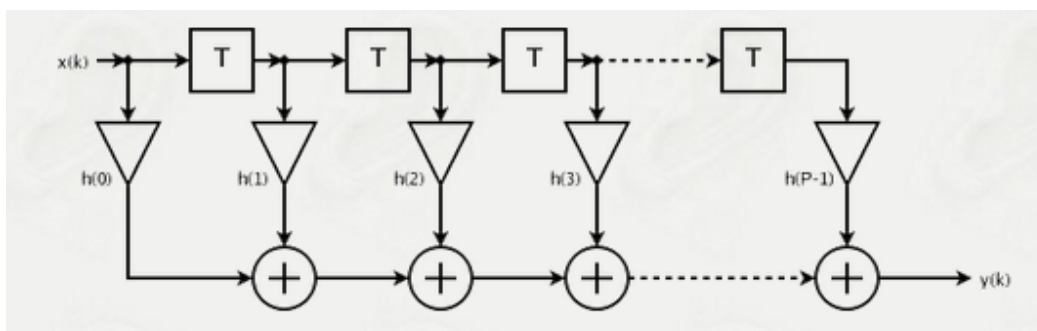 x(k) T T T T
h(0) h(1) h(2) h(3) h(P-1)
y(k)